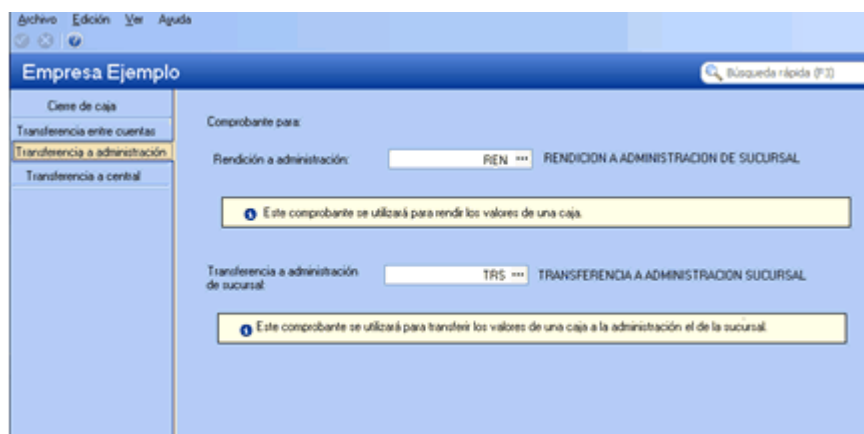 Archivo Edición Ver Ayuda
Empresa Ejemplo
Búsqueda rápida (F3)
Cierre de caja
Transferencia entre cuentas
Transferencia a administración
Transferencia a central
Comprobante para:
Rendición a administración: REN ... RENDICION A ADMINISTRACION DE SUCURSAL
Este comprobante se utilizará para rendir los valores de una caja.
Transferencia a administración
de sucursal: TRS ... TRANSFERENCIA A ADMINISTRACION SUCURSAL
Este comprobante se utilizará para transferir los valores de una caja a la administración el de la sucursal.